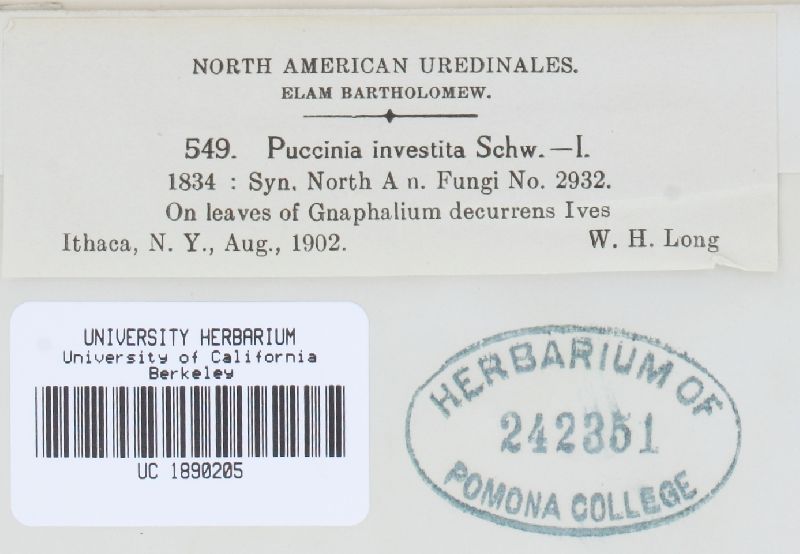 NORTH AMERICAN UREDINALES.
ELAM BARTHOLOMEW.
549. Puccinia investita Schw.—I.
1834 : Syn. North A n. Fungi No. 2932.
On leaves of Gnaphalium decurrens Ives
Ithaca, N. Y., Aug., 1902. W. H. Long
UNIVERSITY HERBARIUM
University of California
Berkeley
UC 1890205
HERBARIUM OF
242351
POMONA COLLEGE